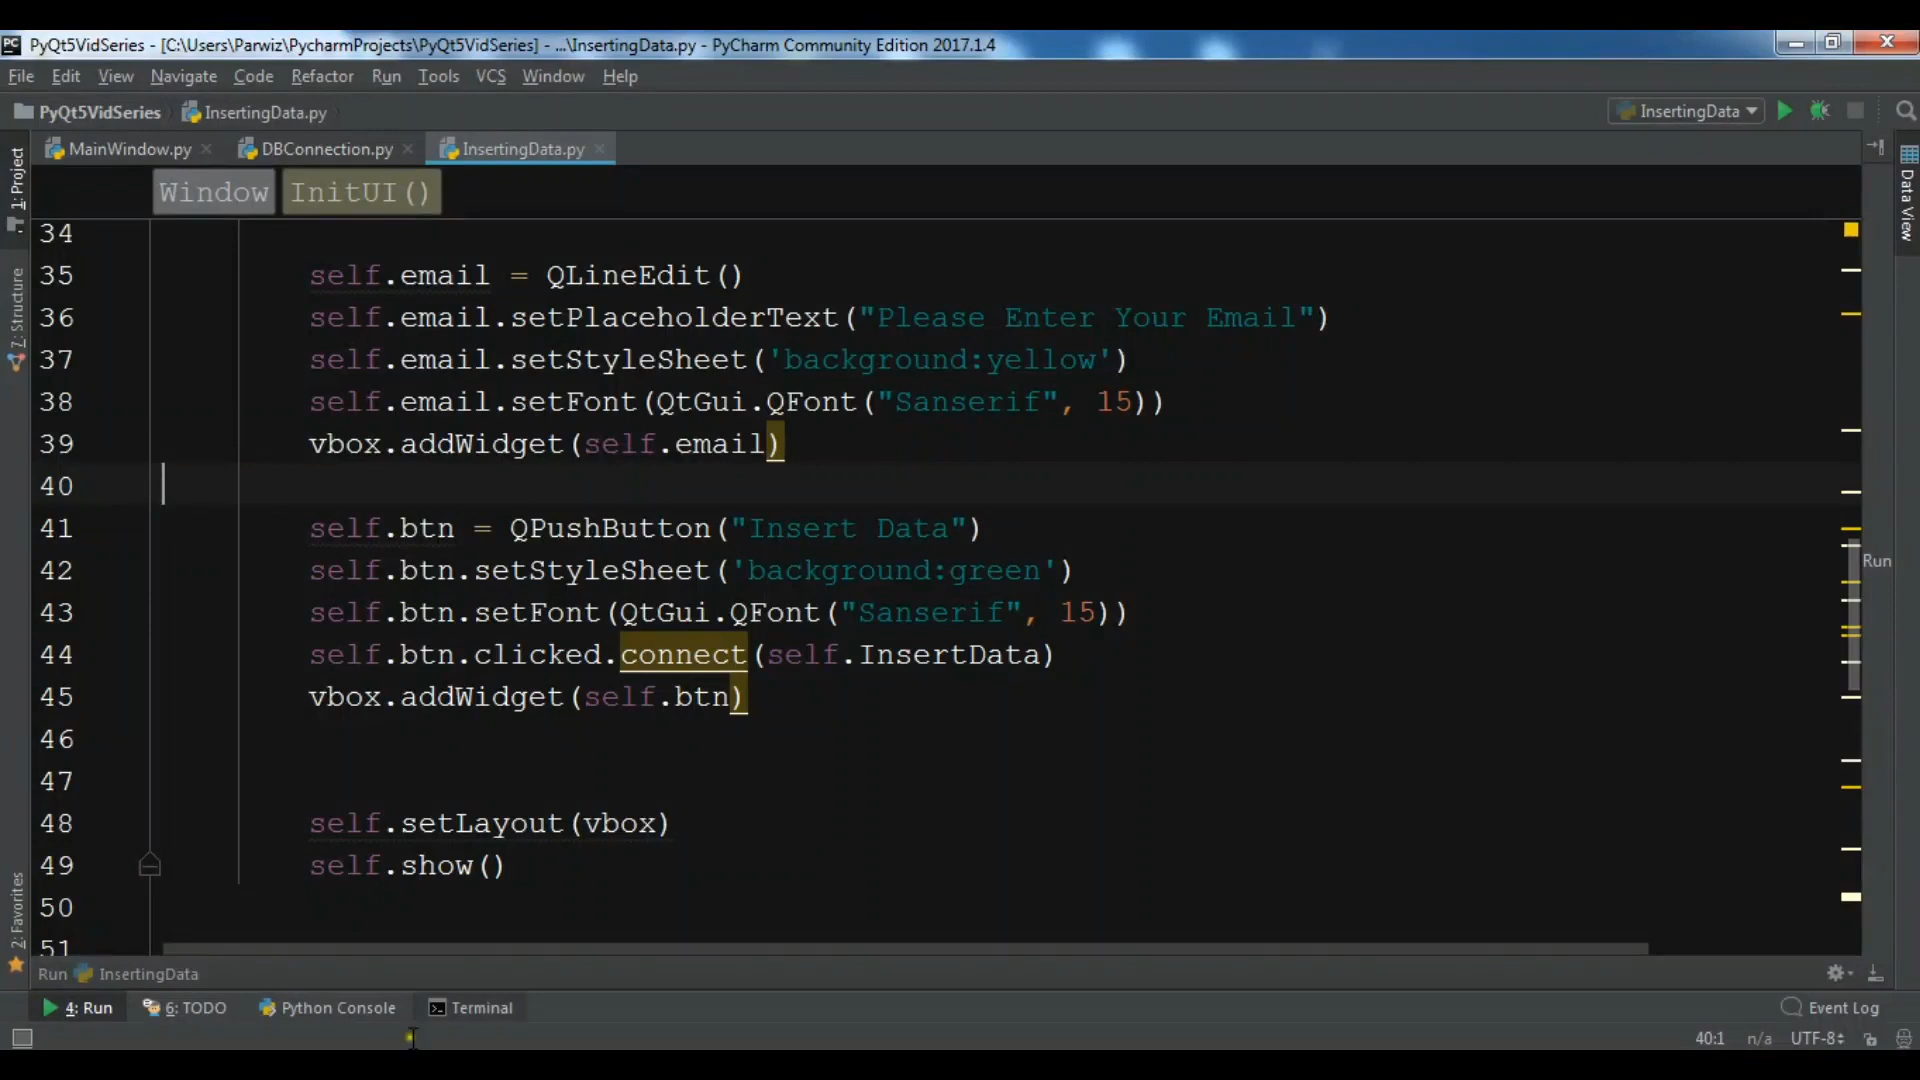 PyQt5VidSeries - [C:\Users\Parwiz\PycharmProjects\PyQt5VidSeries] - ...\InsertingData.py - PyCharm Community Edition 2017.1.4
File Edit View Navigate Code Refactor Run Tools VCS Window Help
PyQt5VidSeries InsertingData.py InsertingData
MainWindow.py DBConnection.py InsertingData.py
1: Project
7: Structure
2: Favorites
Data View
Run
Window InitUI()
34
35 self.email = QLineEdit()
36 self.email.setPlaceholderText("Please Enter Your Email")
37 self.email.setStyleSheet('background:yellow')
38 self.email.setFont(QtGui.QFont("Sanserif", 15))
39 vbox.addWidget(self.email)
40
41 self.btn = QPushButton("Insert Data")
42 self.btn.setStyleSheet('background:green')
43 self.btn.setFont(QtGui.QFont("Sanserif", 15))
44 self.btn.clicked.connect(self.InsertData)
45 vbox.addWidget(self.btn)
46
47
48 self.setLayout(vbox)
49 self.show()
50
51
Run InsertingData
4: Run 6: TODO Python Console Terminal Event Log
40:1 n/a UTF-8